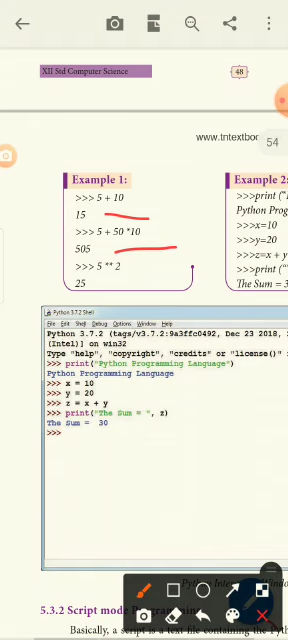 XII Std Computer Science
48
www.tntextbo
54
Example 1:
Example 2:
>>> 5 + 10
>>>print ("
15
Python Prog
>>> 5 + 50 *10
>>>x=10
505
>>>y=20
>>> 5 ** 2
>>>z=x + y
25
>>>print ("
The Sum = 3
Python 3.7.2 Shell
File Edit Shell Debug Options Window Help
Python 3.7.2 (tags/v3.7.2:9a3ffc0492, Dec 23 2018,
(Intel)] on win32
Type "help", "copyright", "credits" or "license()"
>>> print("Python Programming Language")
Python Programming Language
>>> x = 10
>>> y = 20
>>> z = x + y
>>> print("The Sum = ", z)
The Sum = 30
>>>
Python Window
5.3.2 Script mode
Basically, a script is a text file containing the Pyth